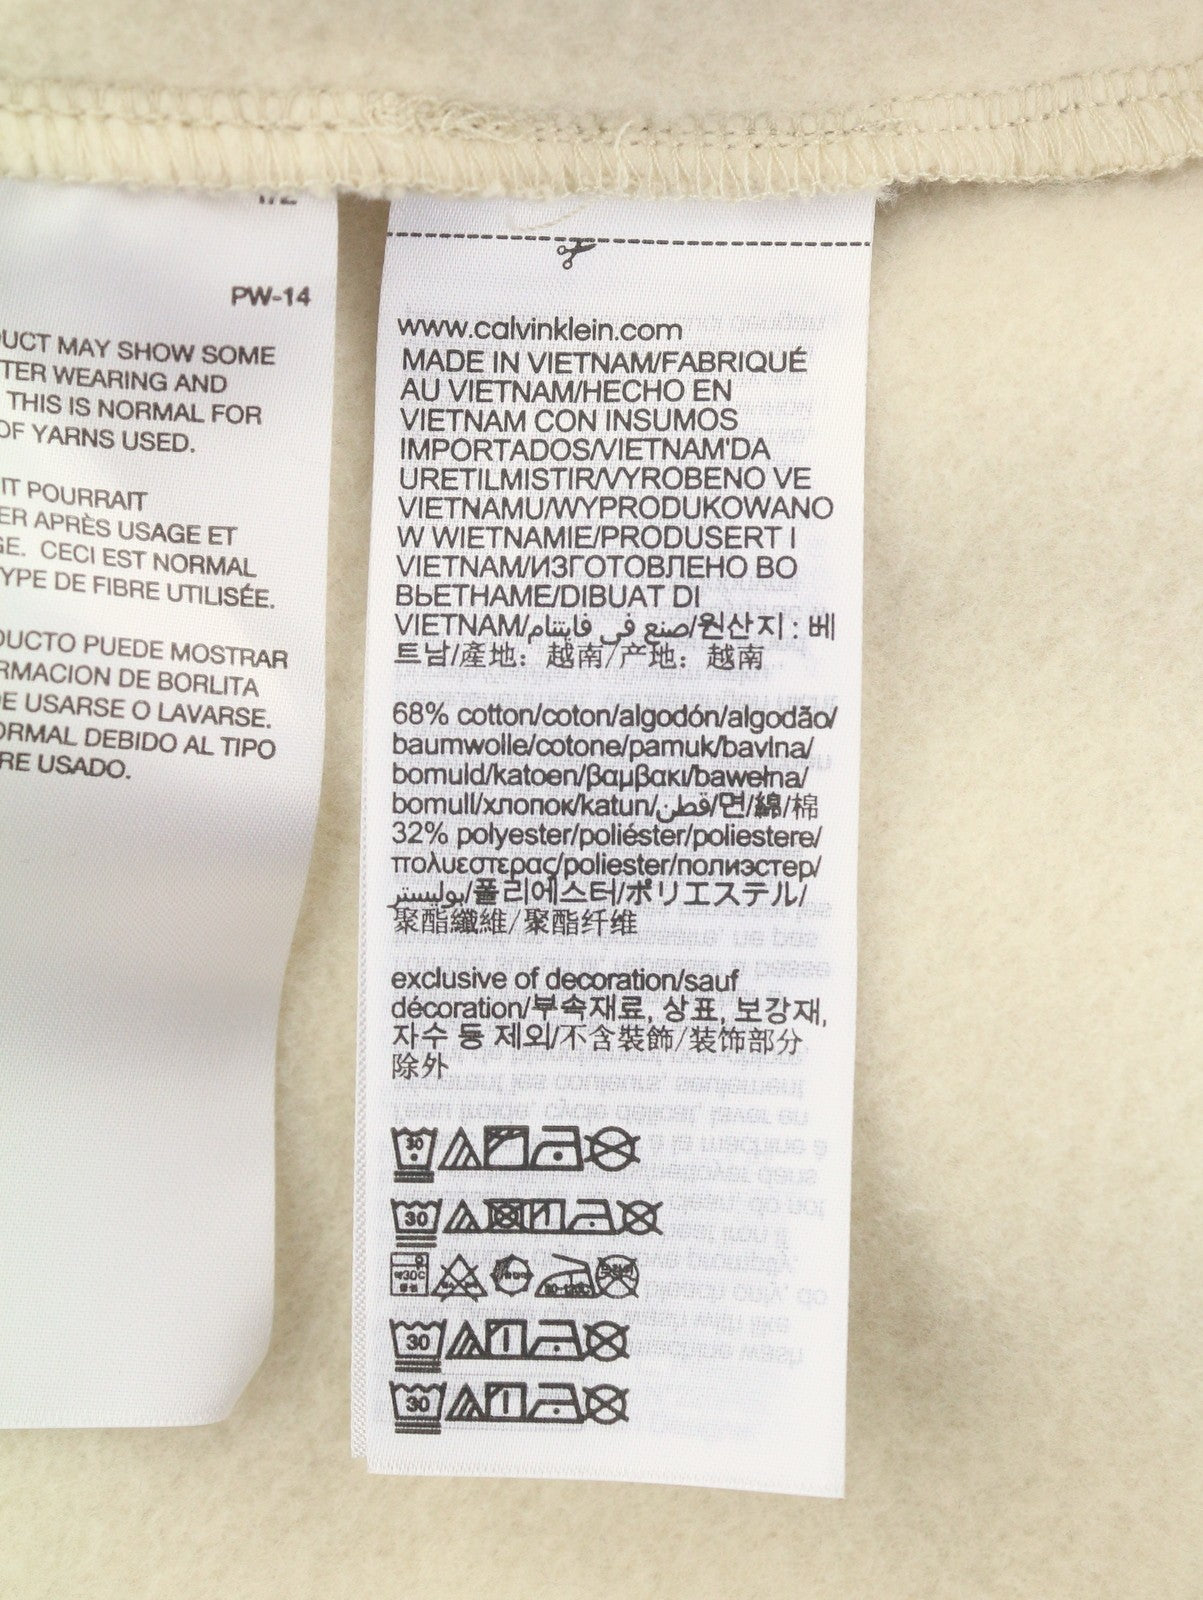 PW-14
UCT MAY SHOW SOME
TER WEARING AND
THIS IS NORMAL FOR
OF YARNS USED.
IT POURRAIT
ER APRÈS USAGE ET
GE. CECI EST NORMAL
YPE DE FIBRE UTILISÉE.
DUCTO PUEDE MOSTRAR
RMACION DE BORLITA
E USARSE O LAVARSE.
ORMAL DEBIDO AL TIPO
RE USADO.
www.calvinklein.com
MADE IN VIETNAM/FABRIQUÉ
AU VIETNAM/HECHO EN
VIETNAM CON INSUMOS
IMPORTADOS/VIETNAM'DA
URETILMISTIR/VYROBENO VE
VIETNAMU/WYPRODUKOWANO
W WIETNAMIE/PRODUSERT I
VIETNAM/ИЗГОТОВЛЕНО ВО
ВЬЕТНАМЕ/DIBUAT DI
VIETNAM/صنع في فايتنام/원산지 : 베
트남/產地: 越南/产地: 越南
68% cotton/coton/algodón/algodão/
baumwolle/cotone/pamuk/bavlna/
bomuld/katoen/βαμβακι/bawełna/
bomull/хлопок/katun/قطن/면/綿/棉
32% polyester/poliéster/poliestere/
πολυεστερας/poliester/полиэстер/
بوليستر/폴리에스터/ポリエステル/
聚酯纖維/聚酯纤维
exclusive of decoration/sauf
décoration/부속재료, 상표, 보강재,
자수 등 제외/不含裝飾/装饰部分
除外
30
30
30
30